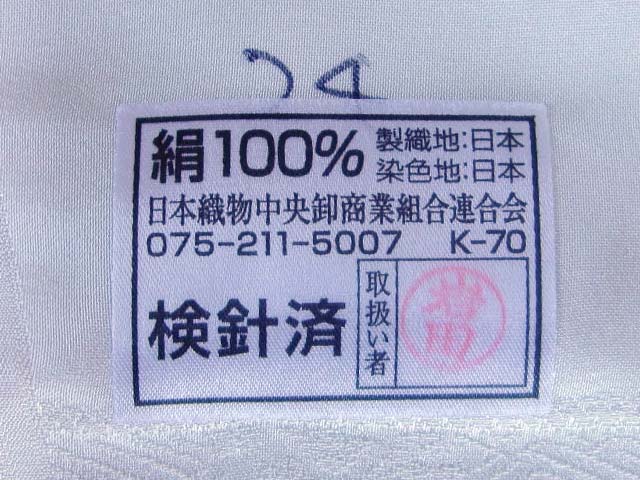 24
絹100% 製織地:日本
染色地:日本
日本織物中央卸商業組合連合会
075-211-5007 K-70
検針済 取扱い者